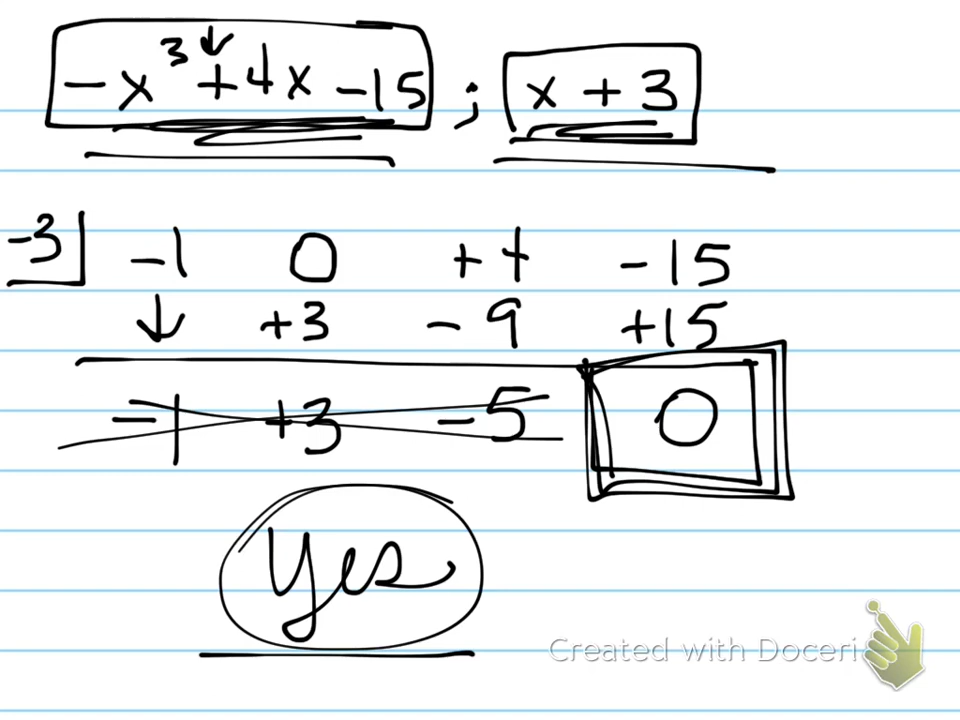 -x³ + 4x - 15 ; x + 3
-3 -1 0 +4 -15
+3 -9 +15
-1 +3 -5 0
Yes
Created with Doceri